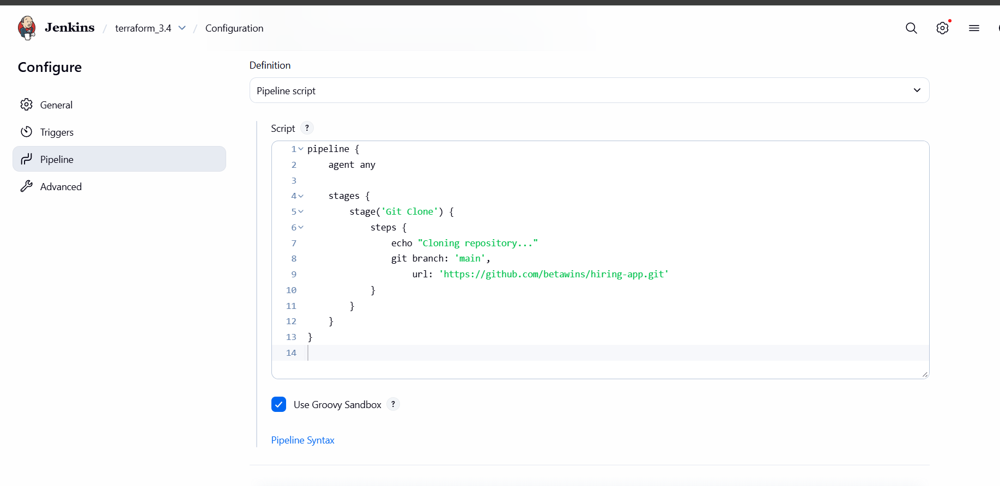 Jenkins / terraform_3.4 / Configuration
Configure
General
Triggers
Pipeline
Advanced
Definition
Pipeline script
Script ?
1 pipeline {
2     agent any
3
4     stages {
5         stage('Git Clone') {
6             steps {
7                 echo "Cloning repository..."
8                 git branch: 'main',
9                     url: 'https://github.com/betawins/hiring-app.git'
10             }
11         }
12     }
13 }
14
Use Groovy Sandbox ?
Pipeline Syntax